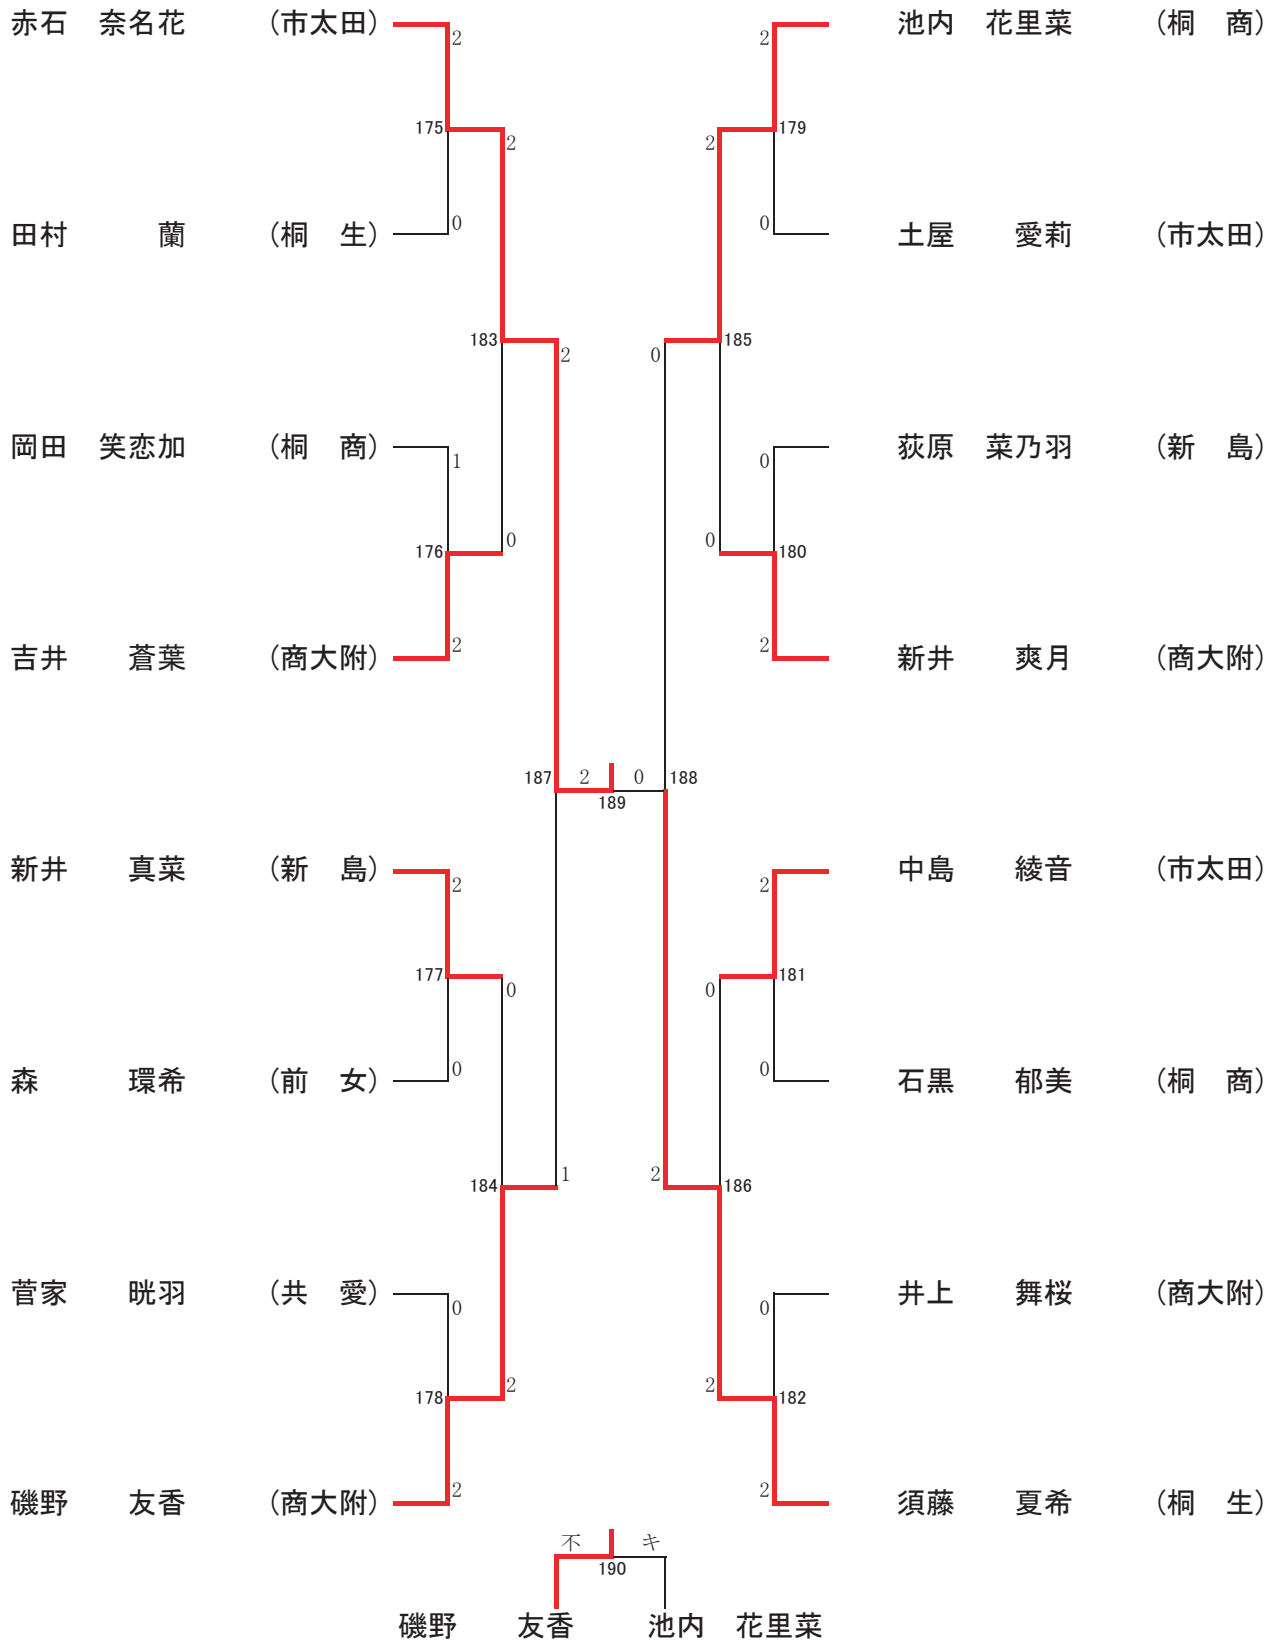 赤石 奈名花 (市太田) 2 2 池内 花里菜 (桐 商)
175 2 2 179
田村 蘭 (桐 生) 0 0 土屋 愛莉 (市太田)
183 2 0 185
岡田 笑恋加 (桐 商) 1 0 荻原 菜乃羽 (新 島)
176 0 0 180
吉井 蒼葉 (商大附) 2 2 新井 爽月 (商大附)
187 2 0 188
189
新井 真菜 (新 島) 2 2 中島 綾音 (市太田)
177 0 0 181
森 環希 (前 女) 0 0 石黒 郁美 (桐 商)
184 1 2 186
菅家 晄羽 (共 愛) 0 0 井上 舞桜 (商大附)
178 2 2 182
磯野 友香 (商大附) 2 2 須藤 夏希 (桐 生)
不 キ
190
磯野 友香 池内 花里菜